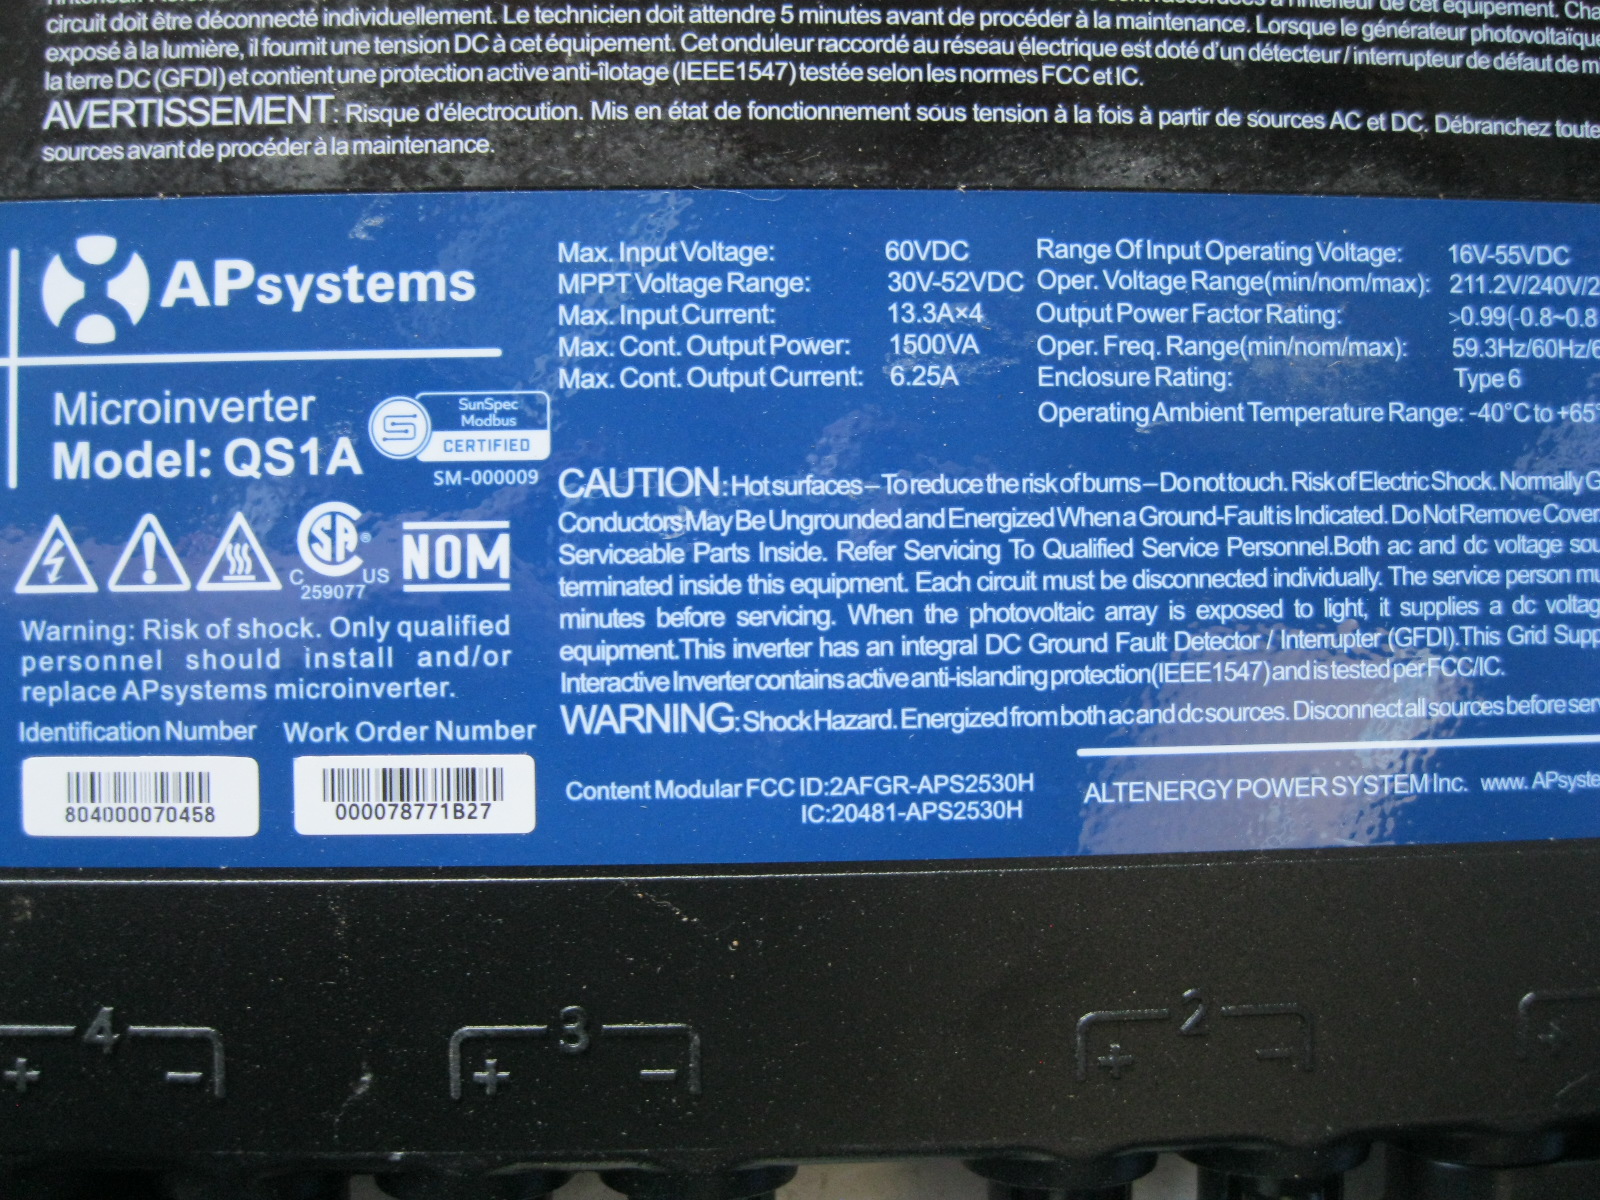 circuit doit être déconnecté individuellement. Le technicien doit attendre 5 minutes avant de procéder à la maintenance. Lorsque le générateur photovoltaïque
exposé à la lumière, il fournit une tension DC à cet équipement. Cet onduleur raccordé au réseau électrique est doté d'un détecteur / interrupteur de défaut de
la terre DC (GFDI) et contient une protection active anti-îlotage (IEEE1547) testée selon les normes FCC et IC.
AVERTISSEMENT: Risque d'électrocution. Mis en état de fonctionnement sous tension à la fois à partir de sources AC et DC. Débranchez toute
sources avant de procéder à la maintenance.
APsystems
Microinverter
Model: QS1A
SunSpec
Modbus
CERTIFIED
SM-000009
SA
®
C US
259077
NOM
Warning: Risk of shock. Only qualified
personnel should install and/or
replace APsystems microinverter.
Identification Number Work Order Number
804000070458 000078771B27
Max. Input Voltage: 60VDC
MPPT Voltage Range: 30V-52VDC
Max. Input Current: 13.3A×4
Max. Cont. Output Power: 1500VA
Max. Cont. Output Current: 6.25A
Range Of Input Operating Voltage: 16V-55VDC
Oper. Voltage Range(min/nom/max): 211.2V/240V/2
Output Power Factor Rating: >0.99(-0.8~0.8
Oper. Freq. Range(min/nom/max): 59.3Hz/60Hz/6
Enclosure Rating: Type 6
Operating Ambient Temperature Range: -40°C to +65°
CAUTION: Hot surfaces – To reduce the risk of burns – Do not touch. Risk of Electric Shock. Normally G
Conductors May Be Ungrounded and Energized When a Ground-Fault is Indicated. Do Not Remove Cover.
Serviceable Parts Inside. Refer Servicing To Qualified Service Personnel.Both ac and dc voltage sou
terminated inside this equipment. Each circuit must be disconnected individually. The service person mu
minutes before servicing. When the photovoltaic array is exposed to light, it supplies a dc voltag
equipment.This inverter has an integral DC Ground Fault Detector / Interrupter (GFDI).This Grid Supp
Interactive Inverter contains active anti-islanding protection(IEEE1547) and is tested per FCC/IC.
WARNING: Shock Hazard. Energized from both ac and dc sources. Disconnect all sources before ser
Content Modular FCC ID:2AFGR-APS2530H
IC:20481-APS2530H
ALTENERGY POWER SYSTEM Inc. www. APsyste
4 3 2
+ - + - + - +